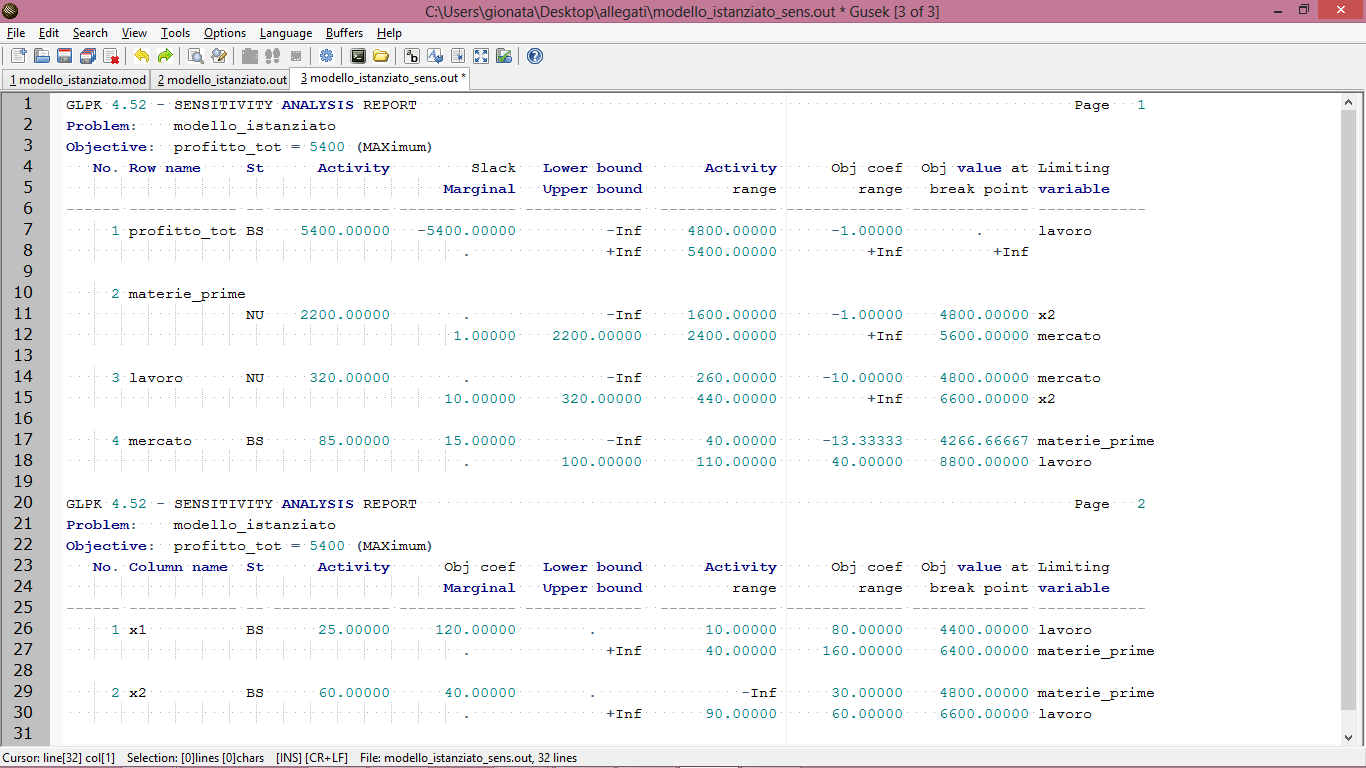 C:\Users\gionata\Desktop\allegati\modello_istanziato_sens.out * Gusek [3 of 3]
File Edit Search View Tools Options Language Buffers Help
1 modello_istanziato.mod 2 modello_istanziato.out 3 modello_istanziato_sens.out *
1 GLPK 4.52 - SENSITIVITY ANALYSIS REPORT Page 1
2 Problem: modello_istanziato
3 Objective: profitto_tot = 5400 (MAXimum)
4 No. Row name St Activity Slack Lower bound Activity Obj coef Obj value at Limiting
5 Marginal Upper bound range range break point variable
6 ------ ------------ -- ------------- ------------- ------------- ------------- ------------- ------------- ------------
7 1 profitto_tot BS 5400.00000 -5400.00000 -Inf 4800.00000 -1.00000 . lavoro
8 . +Inf 5400.00000 +Inf +Inf
9
10 2 materie_prime
11 NU 2200.00000 . -Inf 1600.00000 -1.00000 4800.00000 x2
12 1.00000 2200.00000 2400.00000 +Inf 5600.00000 mercato
13
14 3 lavoro NU 320.00000 . -Inf 260.00000 -10.00000 4800.00000 mercato
15 10.00000 320.00000 440.00000 +Inf 6600.00000 x2
16
17 4 mercato BS 85.00000 15.00000 -Inf 40.00000 -13.33333 4266.66667 materie_prime
18 . 100.00000 110.00000 40.00000 8800.00000 lavoro
19
20 GLPK 4.52 - SENSITIVITY ANALYSIS REPORT Page 2
21 Problem: modello_istanziato
22 Objective: profitto_tot = 5400 (MAXimum)
23 No. Column name St Activity Obj coef Lower bound Activity Obj coef Obj value at Limiting
24 Marginal Upper bound range range break point variable
25 ------ ------------ -- ------------- ------------- ------------- ------------- ------------- ------------- ------------
26 1 x1 BS 25.00000 120.00000 . 10.00000 80.00000 4400.00000 lavoro
27 . +Inf 40.00000 160.00000 6400.00000 materie_prime
28
29 2 x2 BS 60.00000 40.00000 . -Inf 30.00000 4800.00000 materie_prime
30 . +Inf 90.00000 60.00000 6600.00000 lavoro
31
Cursor: line[32] col[1] Selection: [0]lines [0]chars [INS] [CR+LF] File: modello_istanziato_sens.out, 32 lines